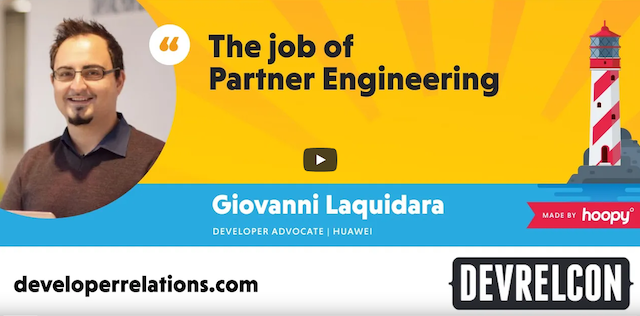 The job of
Partner Engineering
Giovanni Laquidara
DEVELOPER ADVOCATE | HUAWEI
MADE BY hoopy
developerrelations.com
DEVRELCON